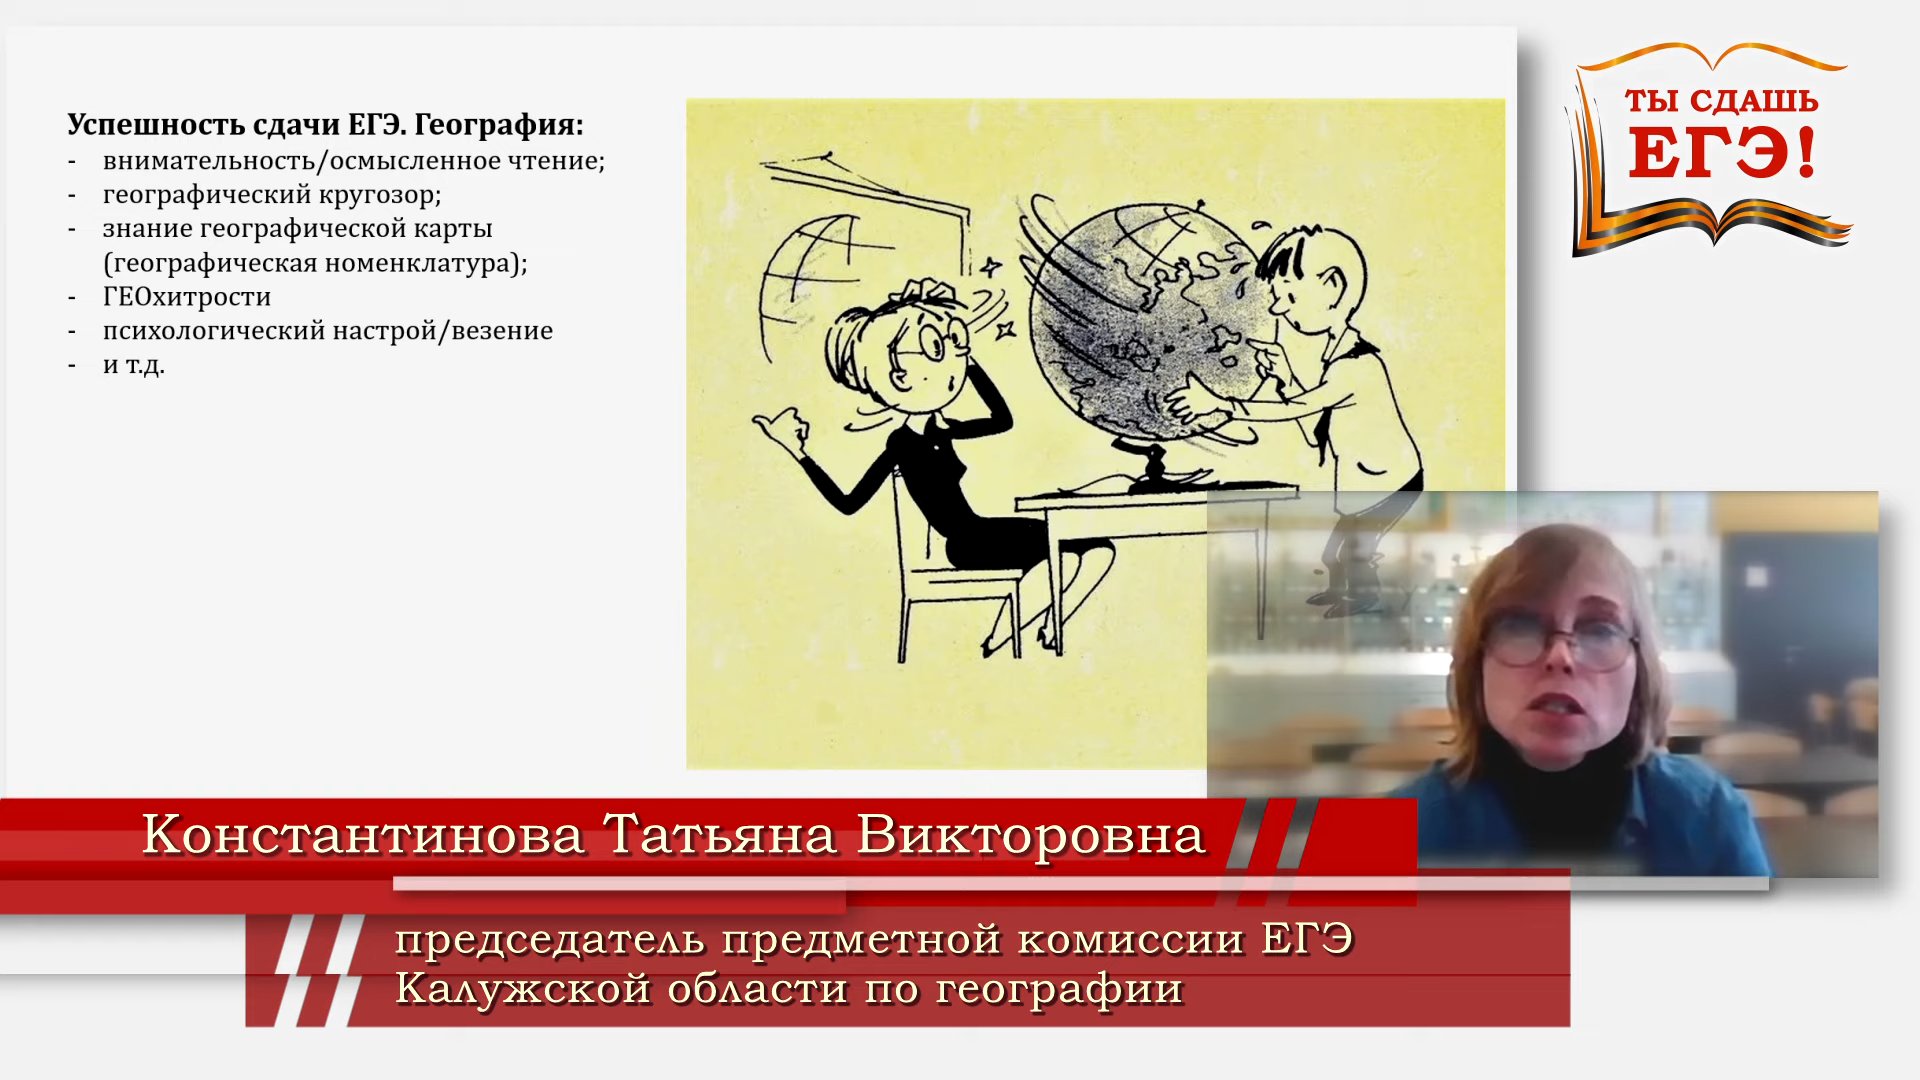 Успешность сдачи ЕГЭ. География:
- внимательность/осмысленное чтение;
- географический кругозор;
- знание географической карты
(географическая номенклатура);
- ГЕОхитрости
- психологический настрой/везение
- и т.д.
ТЫ СДАШЬ
ЕГЭ!
Константинова Татьяна Викторовна
председатель предметной комиссии ЕГЭ
Калужской области по географии